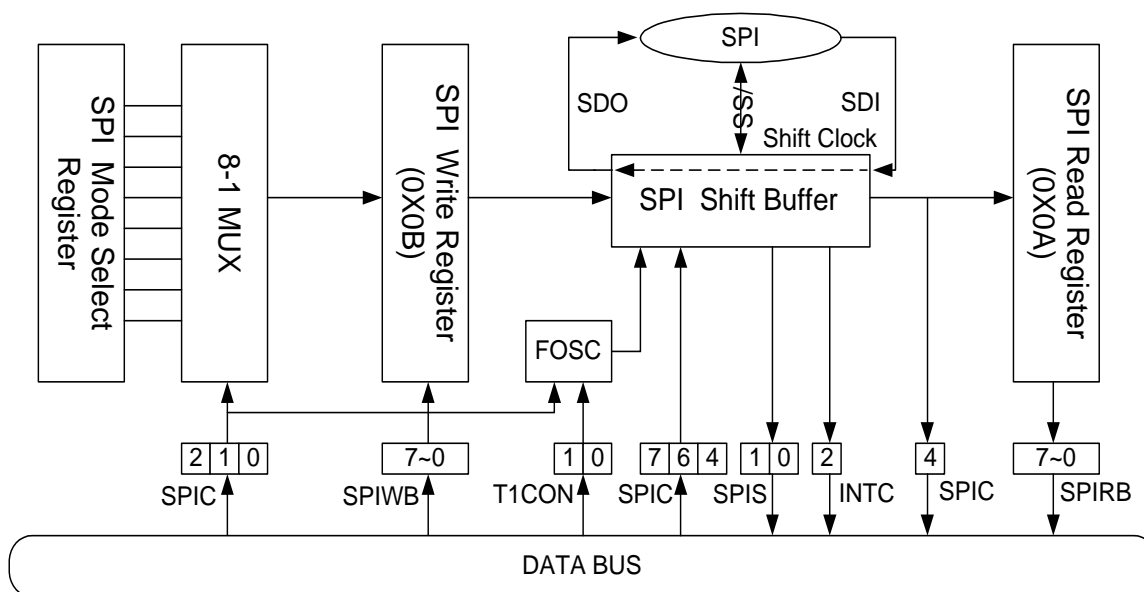 SPI
SDO
/SS
SDI
Shift Clock
SPI Mode Select
Register
8-1 MUX
SPI Write Register
(0X0B)
SPI Shift Buffer
SPI Read Register
(0X0A)
FOSC
2 1 0
7~0
1 0
7 6 4
1 0
2
4
7~0
SPIC
SPIWB
T1CON
SPIC
SPIS
INTC
SPIC
SPIRB
DATA BUS